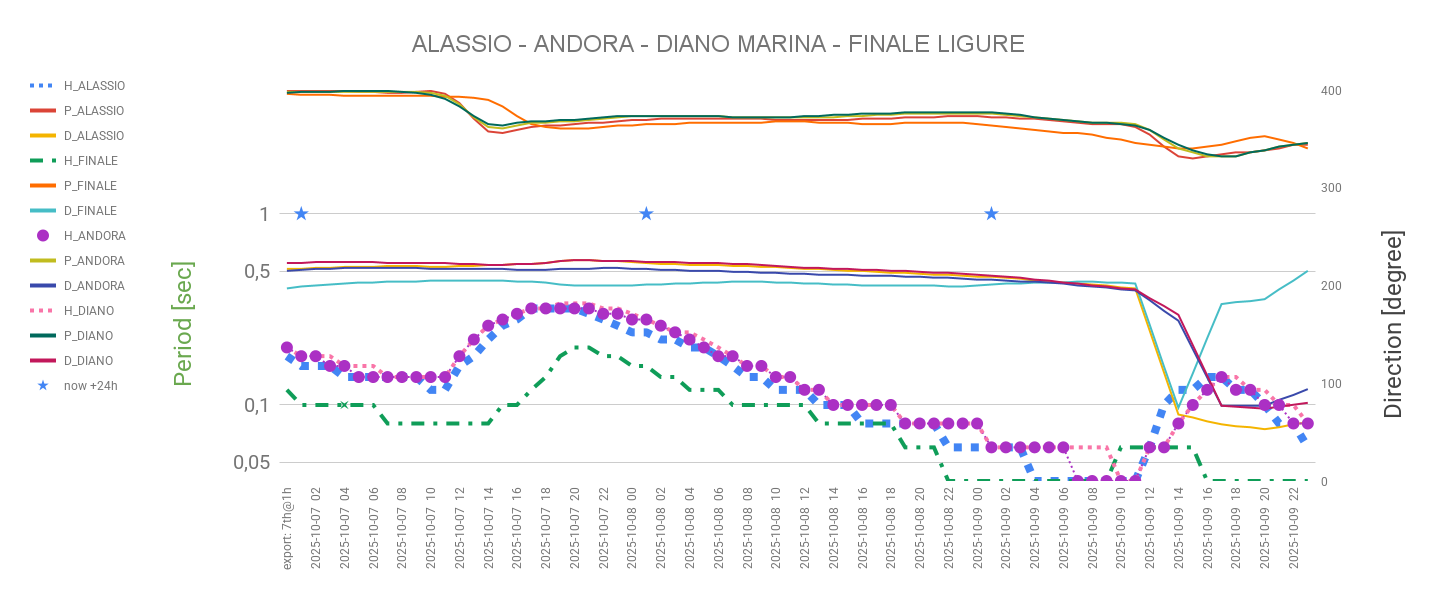 ALASSIO - ANDORA - DIANO MARINA - FINALE LIGURE
H_ALASSIO
P_ALASSIO
D_ALASSIO
H_FINALE
P_FINALE
D_FINALE
H_ANDORA
P_ANDORA
D_ANDORA
H_DIANO
P_DIANO
D_DIANO
now +24h
Period [sec]
1
0,5
0,1
0,05
400
300
200
100
0
Direction [degree]
export: 7th@1h
2025-10-07 02
2025-10-07 04
2025-10-07 06
2025-10-07 08
2025-10-07 10
2025-10-07 12
2025-10-07 14
2025-10-07 16
2025-10-07 18
2025-10-07 20
2025-10-07 22
2025-10-08 00
2025-10-08 02
2025-10-08 04
2025-10-08 06
2025-10-08 08
2025-10-08 10
2025-10-08 12
2025-10-08 14
2025-10-08 16
2025-10-08 18
2025-10-08 20
2025-10-08 22
2025-10-09 00
2025-10-09 02
2025-10-09 04
2025-10-09 06
2025-10-09 08
2025-10-09 10
2025-10-09 12
2025-10-09 14
2025-10-09 16
2025-10-09 18
2025-10-09 20
2025-10-09 22